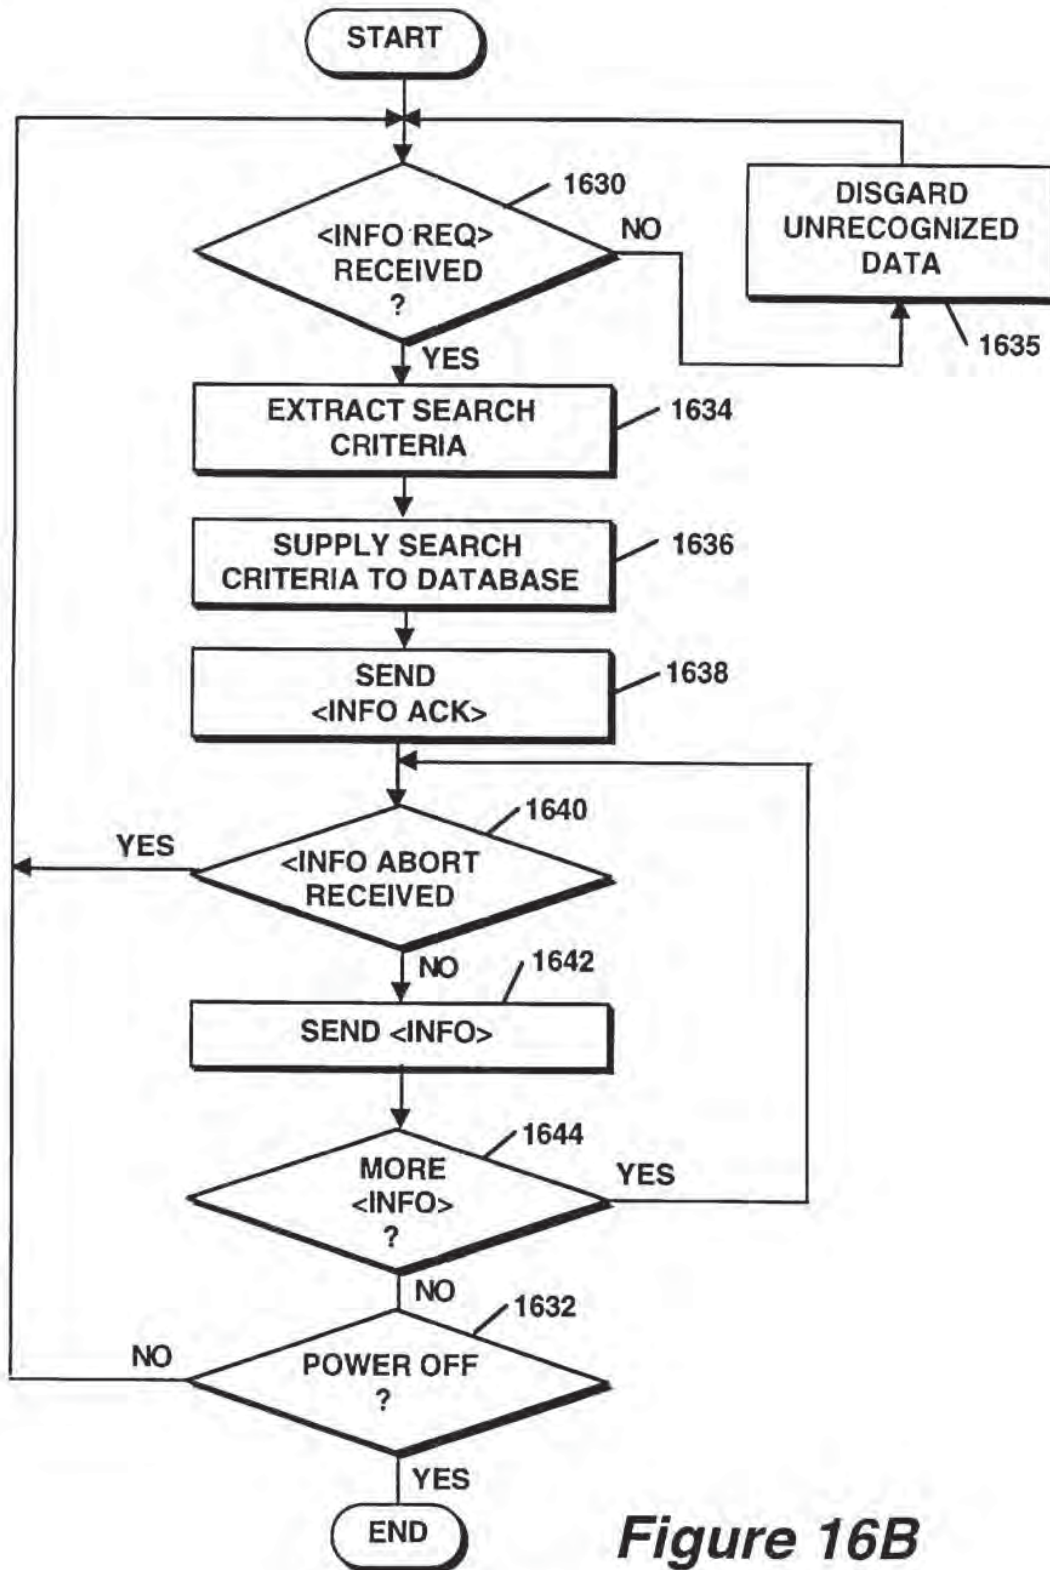 START
1630
<INFO REQ>
RECEIVED
?
NO
DISGARD
UNRECOGNIZED
DATA
1635
YES
EXTRACT SEARCH
CRITERIA
1634
SUPPLY SEARCH
CRITERIA TO DATABASE
1636
SEND
<INFO ACK>
1638
1640
YES
<INFO ABORT
RECEIVED
NO
1642
SEND <INFO>
1644
MORE
<INFO>
?
YES
NO
1632
NO
POWER OFF
?
YES
END
Figure 16B